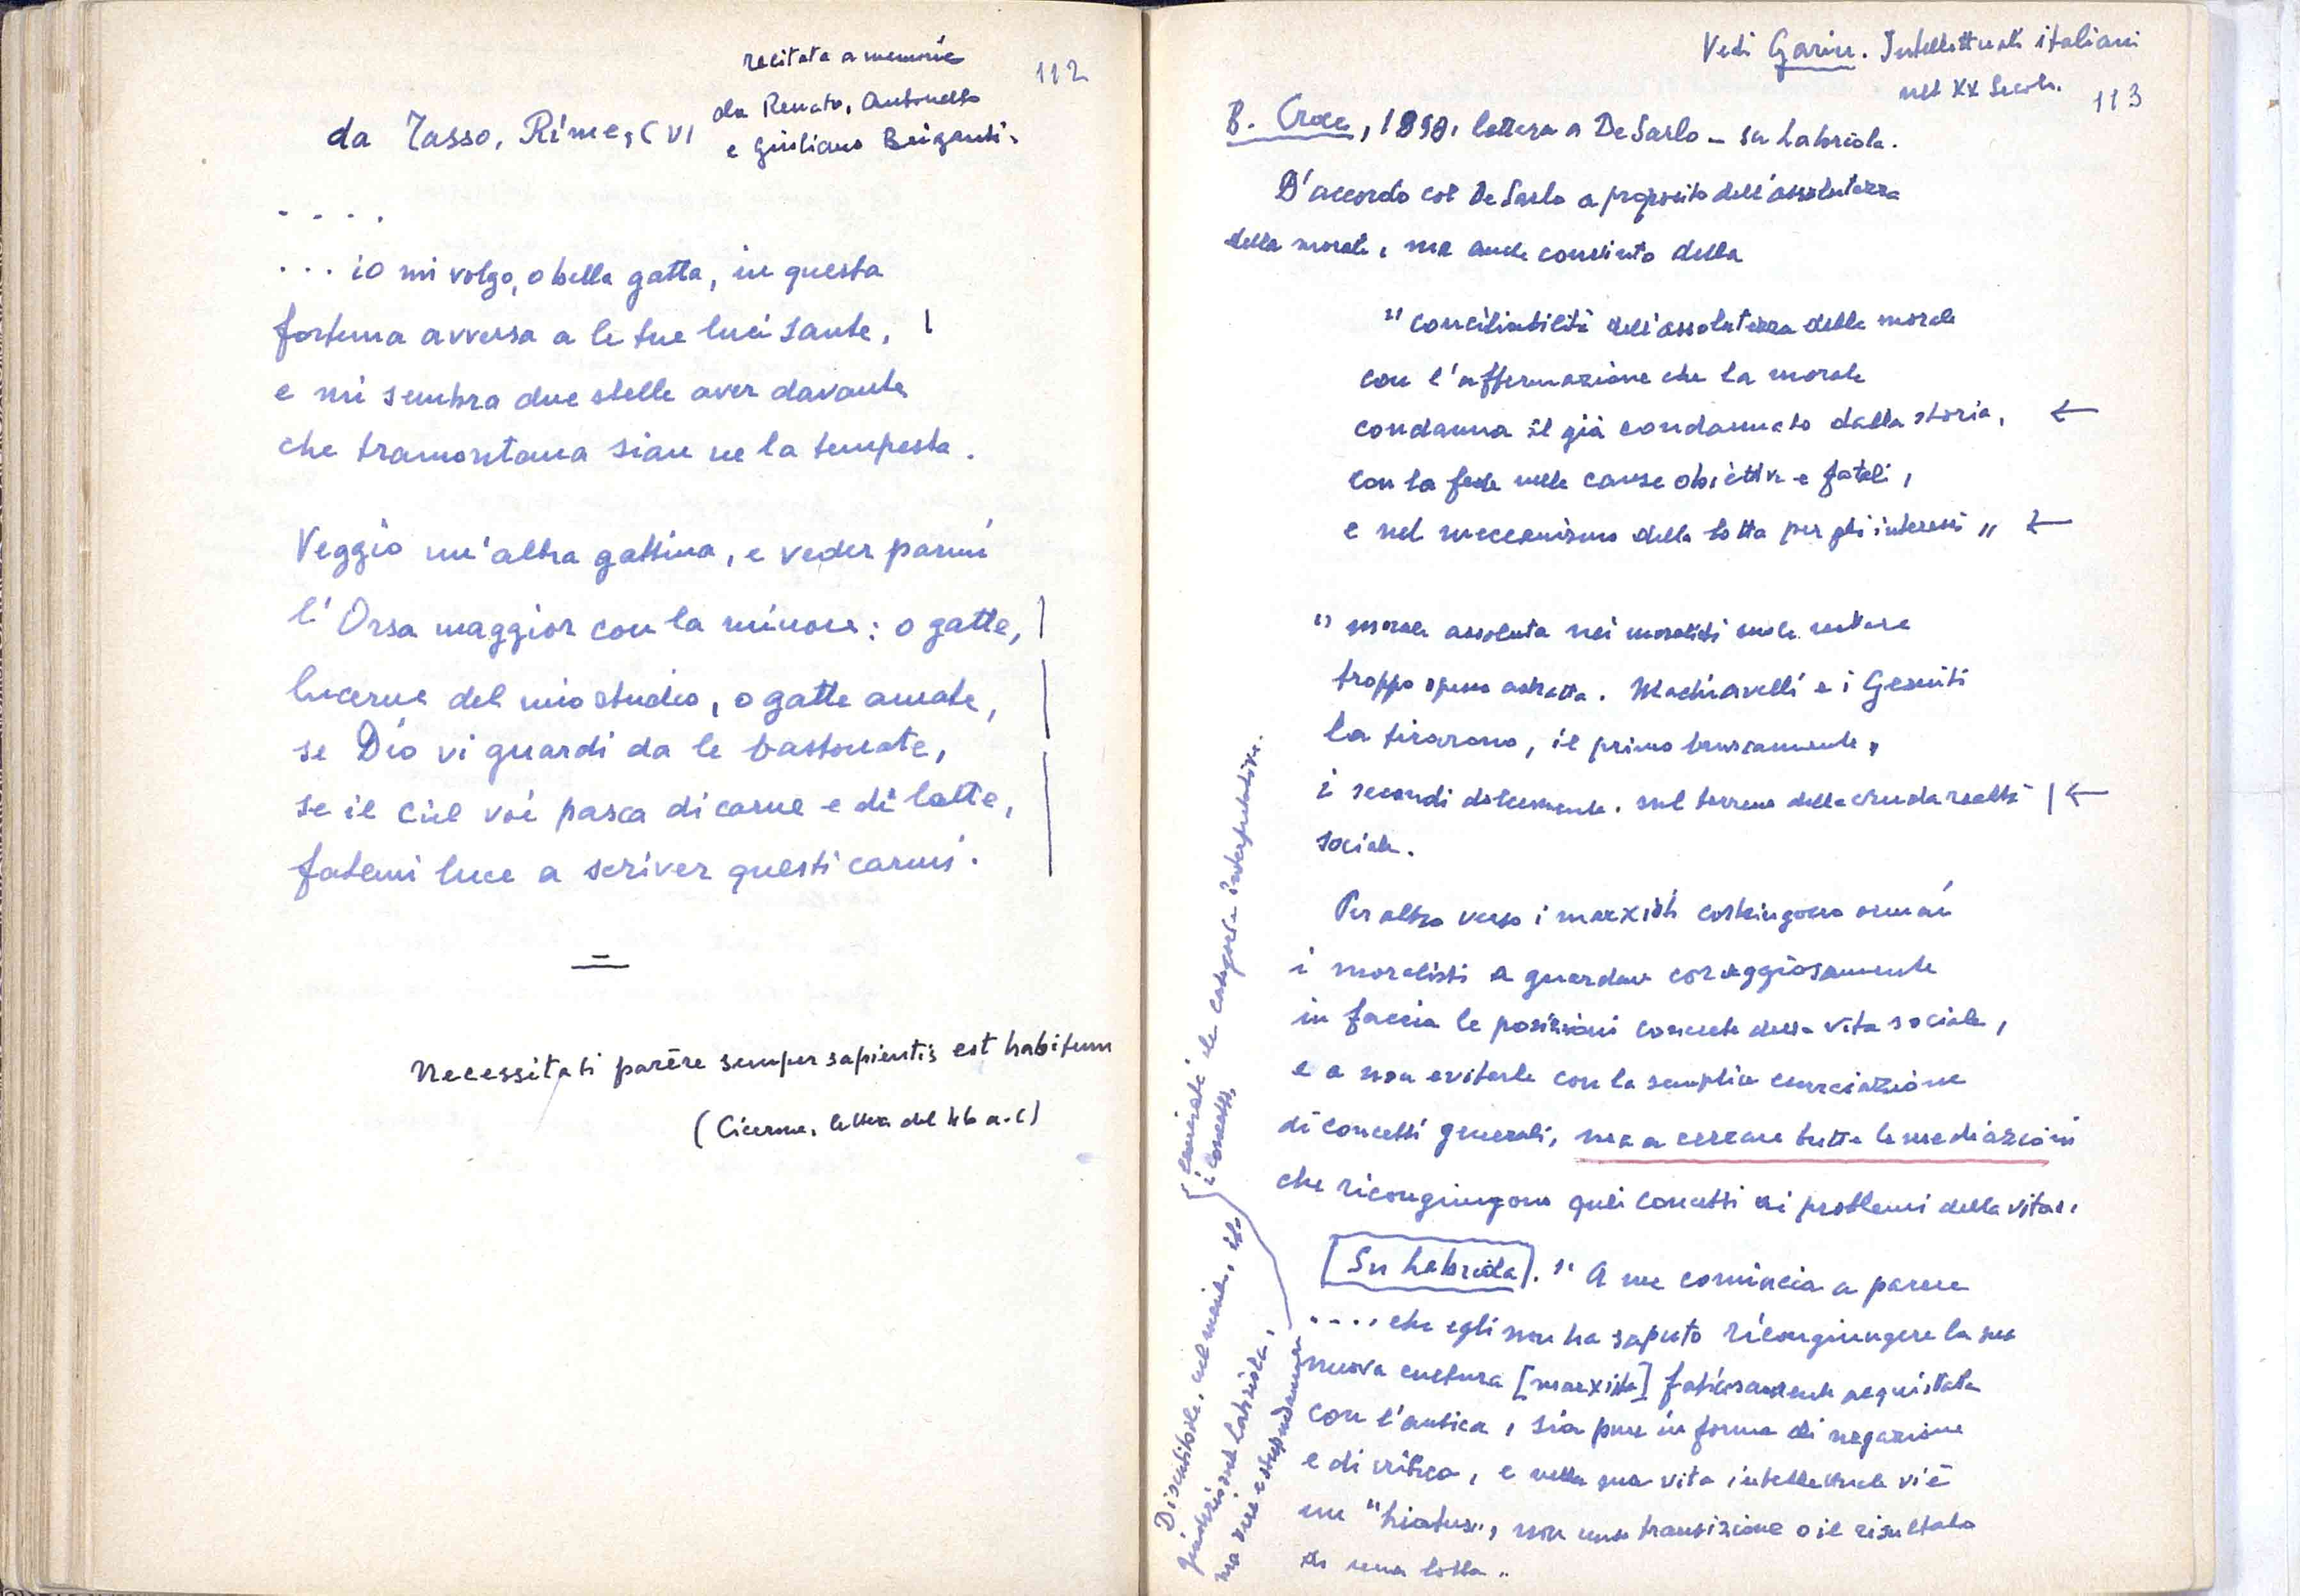 recitata a memoria
da Renato, Antonello
e Giuliano Briganti.
112
da Tasso, Rime, CVI
. . . .
. . . io mi volgo, o bella gatta, in questa
fortuna avversa a le tue luci sante,
e mi sembra due stelle aver davante
che tramontana sian ne la tempesta.
Veggio un'altra gattina, e veder parmi
l'Orsa maggior con la minore: o gatte,
lucerne del mio studio, o gatte amate,
se Dio vi guardi da le bastonate,
se il ciel voi pasca di carne e di latte,
fatemi luce a scriver questi carmi.
Necessitati parēre semper sapientis est habitum
(Cicerone, lettera del 46 a.C)
Vedi Garin. Intellettuali italiani
nel XX Secolo.
113
B. Croce, 1898, lettera a De Sarlo – su Labriola.
D'accordo col De Sarlo a proposito dell'assolutezza
della morale, ma anche convinto della
"conciliabilità dell'assolutezza della morale
con l'affermazione che la morale
condanna il già condannato dalla storia, ←
con la fede nelle cause obiettive e fatali,
e nel meccanismo della lotta per gli interessi" ←
"morale assoluta nei moralisti suole restare
troppo spesso astratta. Machiavelli e i Gesuiti
la tirarono, il primo bruscamente,
i secondi dolcemente, sul terreno della cruda realtà ←
sociale.
Per altro verso i marxisti costringono ormai
i moralisti a guardare coraggiosamente
in faccia le posizioni concrete della vita sociale,
e a non evitarle con la semplice enunciazione
di concetti generali, ma a cercare tutte le mediazioni
che ricongiungono quei concetti ai problemi della vita".
[Su Labriola]. "A me comincia a parere
.... che egli non ha saputo ricongiungere la sua
nuova cultura [marxista] faticosamente acquistata
con l'antica, sia pure in forma di negazione
e di critica, e nella sua vita intellettuale vi è
un "hiatus", non una transizione o il risultato
di una lotta".
Discutibile, ovviamente, il
giudizio sul Labriola,
ma vere e stupende
i concetti,
le categorie interpretative.